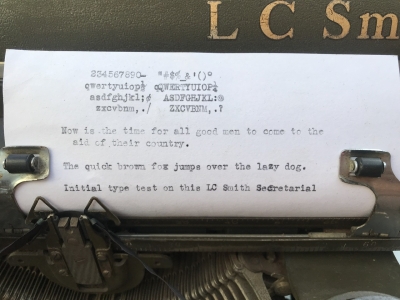 LC Sm
234567890- "#$% &'()°
qwertyuiop½ QWERTYUIOP¼
asdfghjkl;¢ ASDFGHJKL:@
zxcvbnm,./ ZXCVBNM,.?
Now is the time for all good men to come to the
aid of their country.
The quick brown fox jumps over the lazy dog.
Initial type test on this LC Smith Secretarial